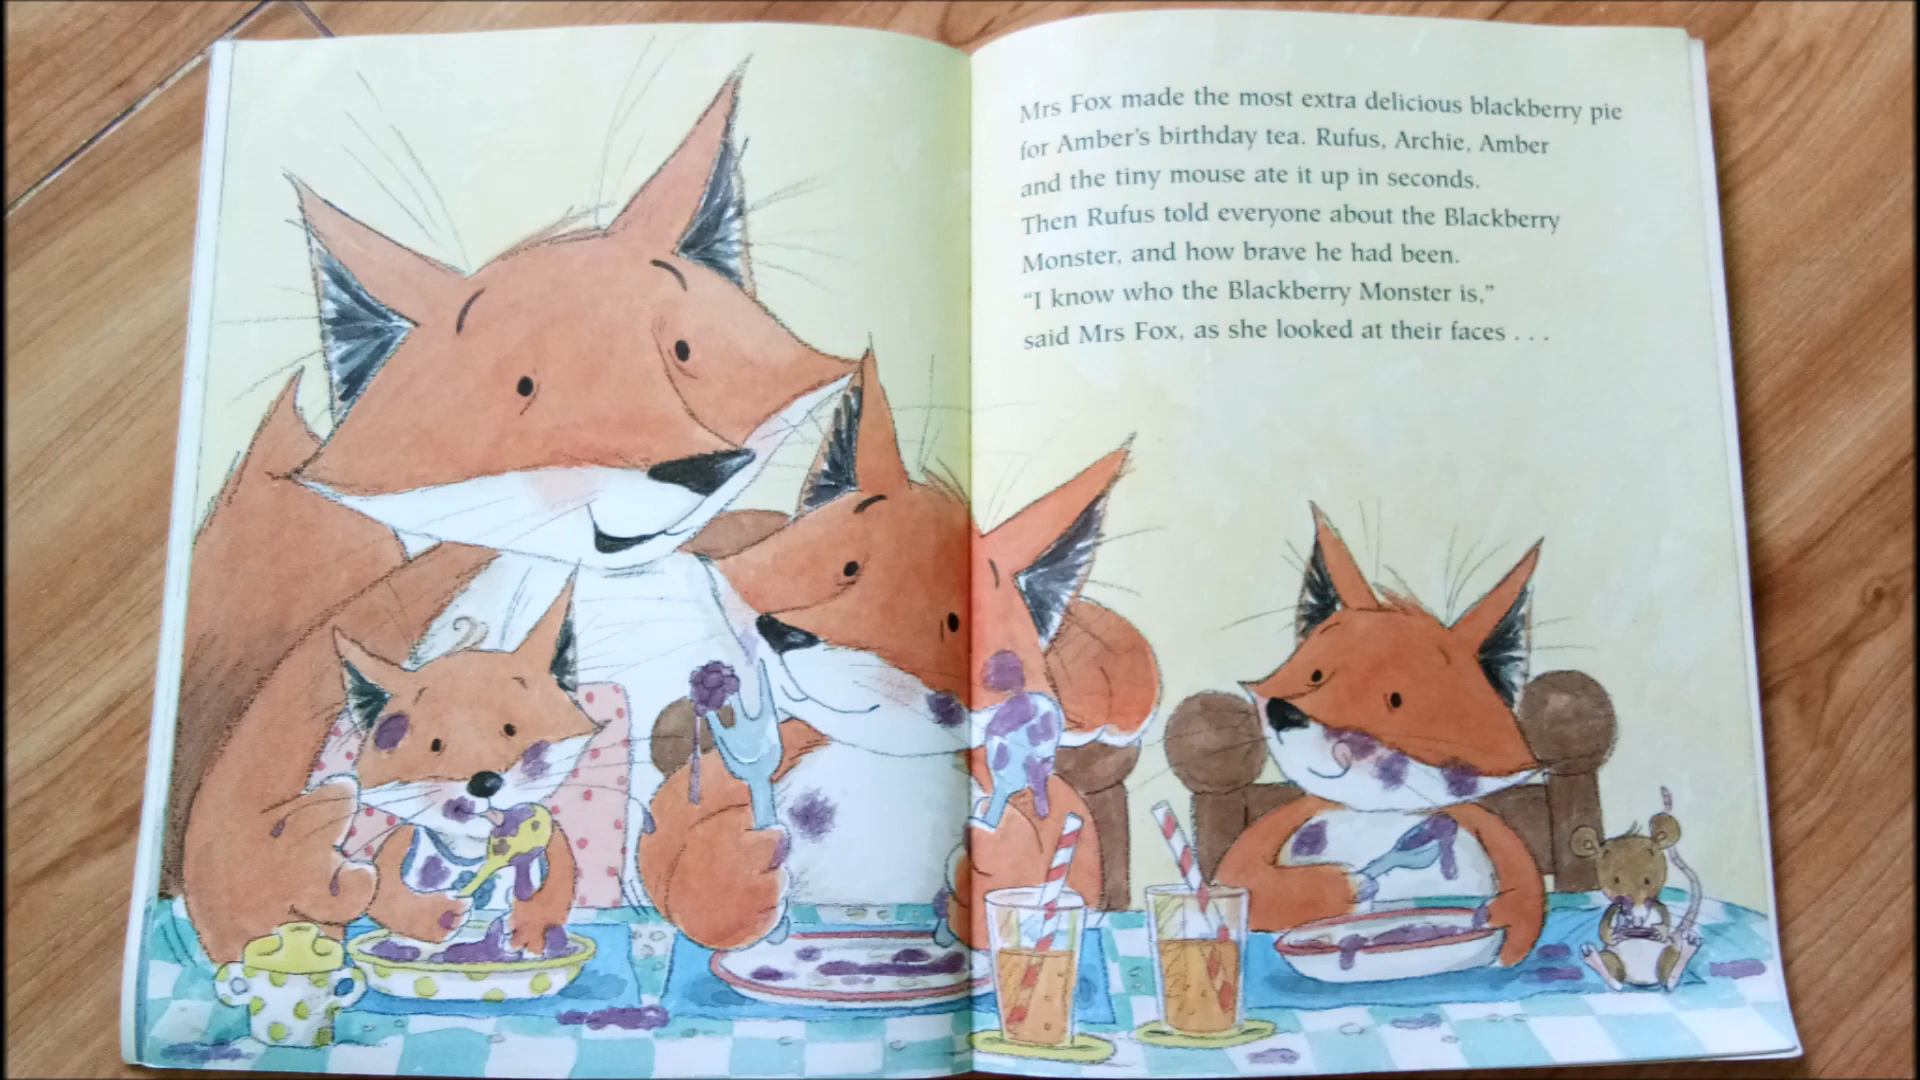 Mrs Fox made the most extra delicious blackberry pie
for Amber's birthday tea. Rufus, Archie, Amber
and the tiny mouse ate it up in seconds.
Then Rufus told everyone about the Blackberry
Monster, and how brave he had been.
“I know who the Blackberry Monster is,”
said Mrs Fox, as she looked at their faces . . .